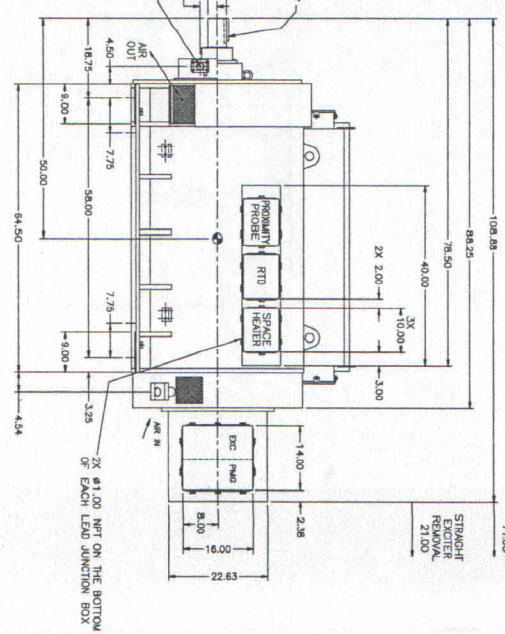 108.88
88.25
78.50
40.00
2X 2.00
3X
10.00
3.00
18.75
4.50
9.00
7.75
58.00
50.00
64.50
7.75
9.00
3.25
4.54
AIR
OUT
PROXIMITY
PROBE
RTD
SPACE
HEATER
AIR IN
EXC PMG
14.00
2.38
8.00
16.00
22.63
STRAIGHT
EXCITER
REMOVAL
21.00
2X Ø1.00 NPT ON THE BOTTOM
OF EACH LEAD JUNCTION BOX